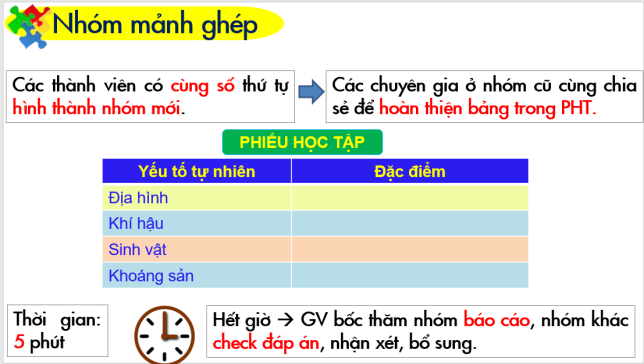 Nhóm mảnh ghép
Các thành viên có cùng số thứ tự
hình thành nhóm mới.
Các chuyên gia ở nhóm cũ cùng chia
sẻ để hoàn thiện bảng trong PHT.
PHIẾU HỌC TẬP
Yếu tố tự nhiên Đặc điểm
Địa hình
Khí hậu
Sinh vật
Khoáng sản
Thời gian:
5 phút
Hết giờ → GV bốc thăm nhóm báo cáo, nhóm khác
check đáp án, nhận xét, bổ sung.